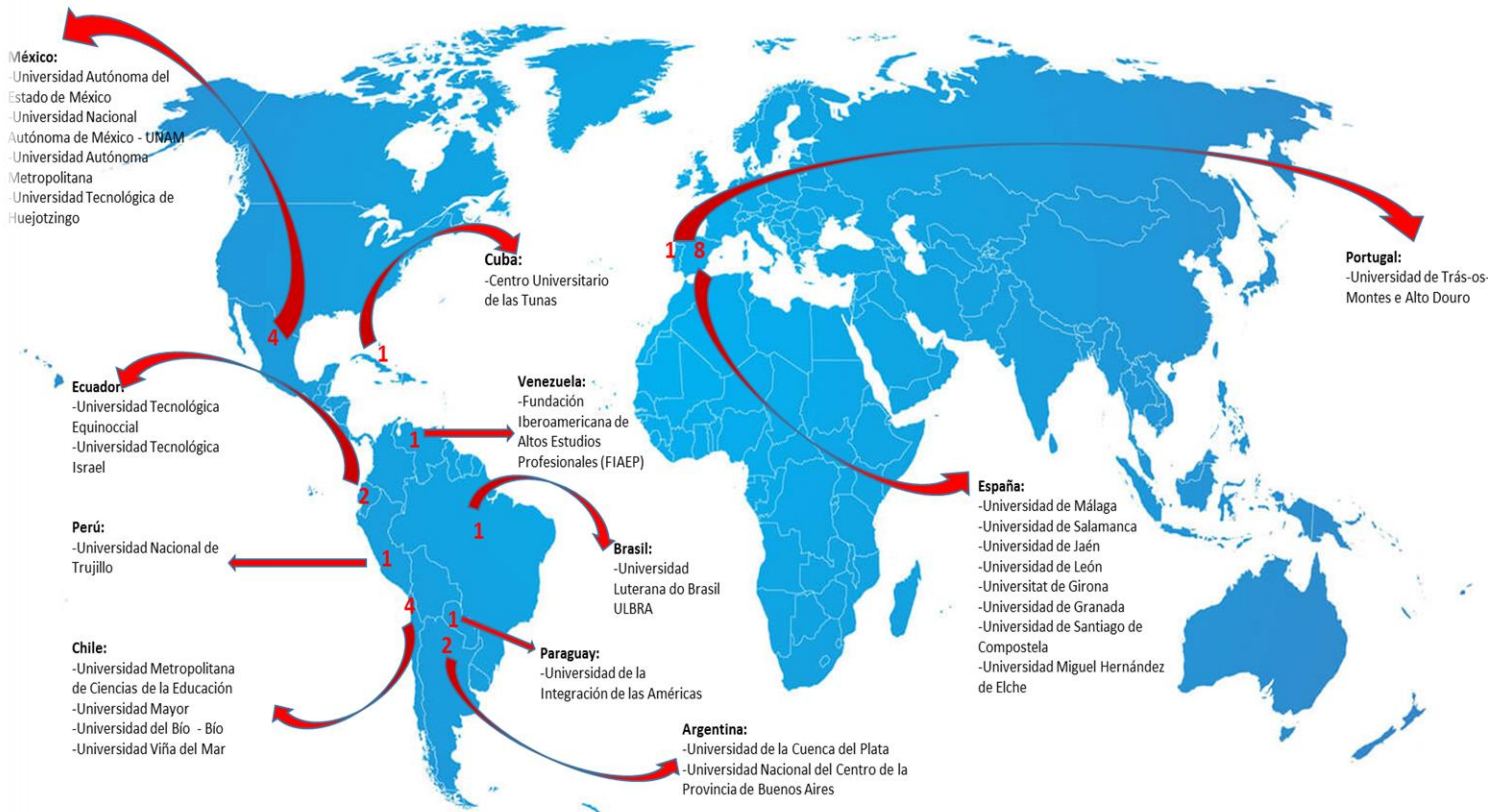 México:
-Universidad Autónoma del
Estado de México
-Universidad Nacional
Autónoma de México - UNAM
-Universidad Autónoma
Metropolitana
-Universidad Tecnológica de
Huejotzingo
4
Cuba:
-Centro Universitario
de las Tunas
1
1
8
Portugal:
-Universidad de Trás-os-
Montes e Alto Douro
Ecuador:
-Universidad Tecnológica
Equinoccial
-Universidad Tecnológica
Israel
2
Venezuela:
-Fundación
Iberoamericana de
Altos Estudios
Profesionales (FIAEP)
1
Perú:
-Universidad Nacional de
Trujillo
1
Brasil:
-Universidad
Luterana do Brasil
ULBRA
1
España:
-Universidad de Málaga
-Universidad de Salamanca
-Universidad de Jaén
-Universidad de León
-Universitat de Girona
-Universidad de Granada
-Universidad de Santiago de
Compostela
-Universidad Miguel Hernández
de Elche
Chile:
-Universidad Metropolitana
de Ciencias de la Educación
-Universidad Mayor
-Universidad del Bío - Bío
-Universidad Viña del Mar
4
Paraguay:
-Universidad de la
Integración de las Américas
1
Argentina:
-Universidad de la Cuenca del Plata
-Universidad Nacional del Centro de la
Provincia de Buenos Aires
2